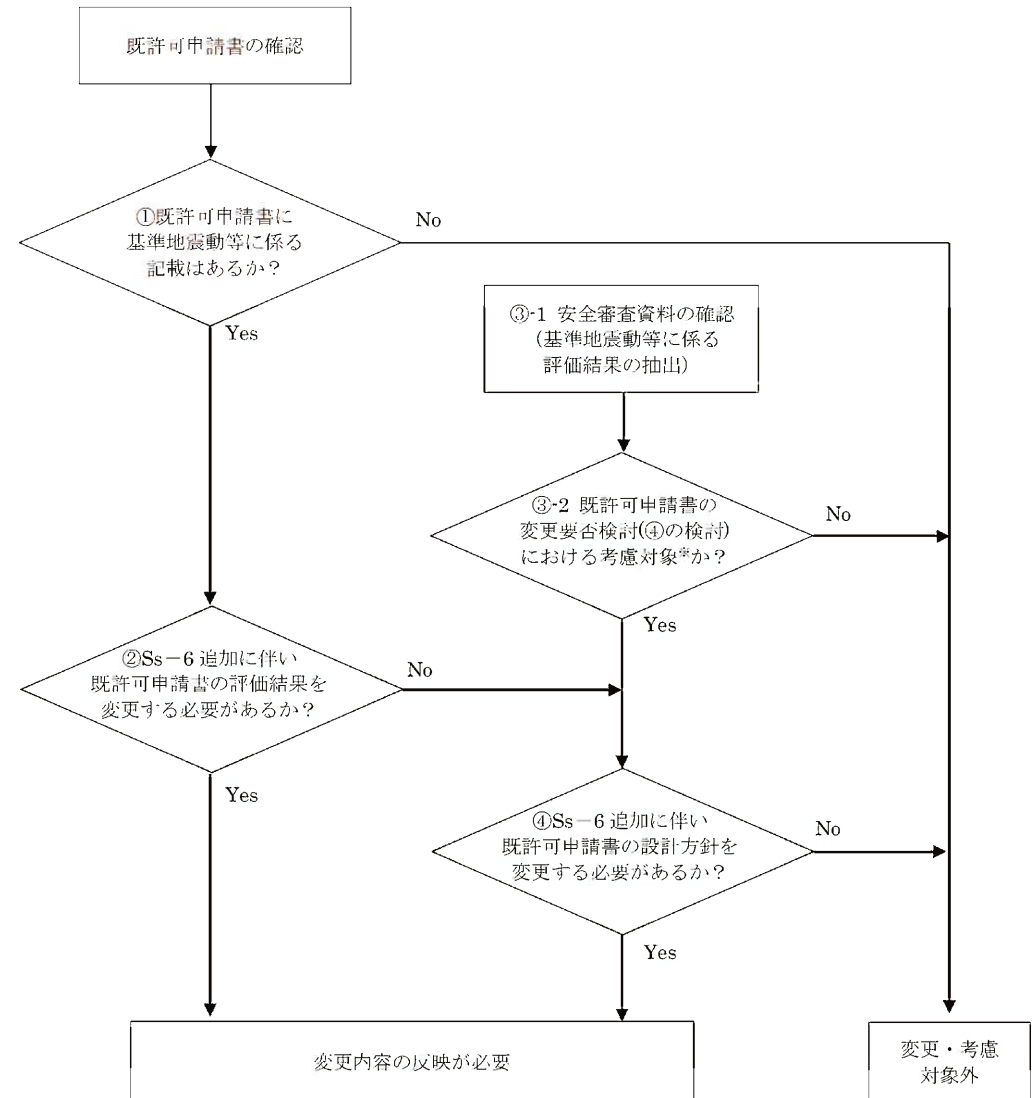 既許可申請書の確認
①既許可申請書に
基準地震動等に係る
記載はあるか？
No
Yes
③-1 安全審査資料の確認
（基準地震動等に係る
評価結果の抽出）
③-2 既許可申請書の
変更要否検討(④の検討)
における考慮対象※か？
No
Yes
②Ss－6 追加に伴い
既許可申請書の評価結果を
変更する必要があるか？
No
Yes
④Ss－6 追加に伴い
既許可申請書の設計方針を
変更する必要があるか？
No
Yes
変更内容の反映が必要
変更・考慮
対象外